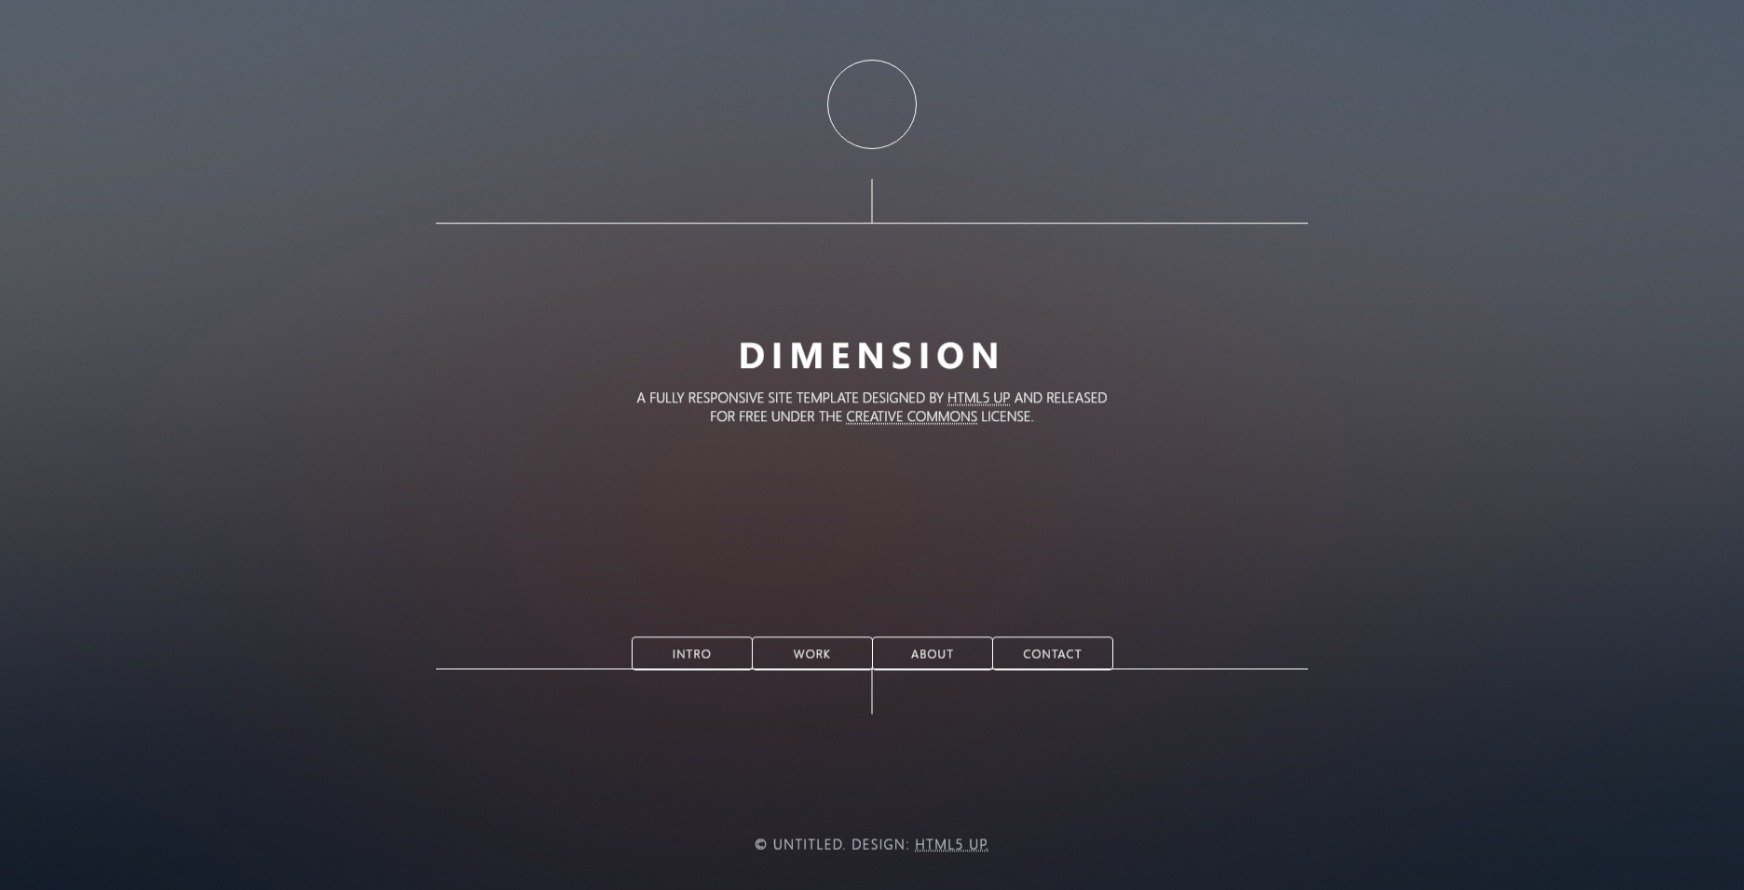 DIMENSION
A FULLY RESPONSIVE SITE TEMPLATE DESIGNED BY HTML5 UP AND RELEASED
FOR FREE UNDER THE CREATIVE COMMONS LICENSE.
INTRO WORK ABOUT CONTACT
© UNTITLED. DESIGN: HTML5 UP.